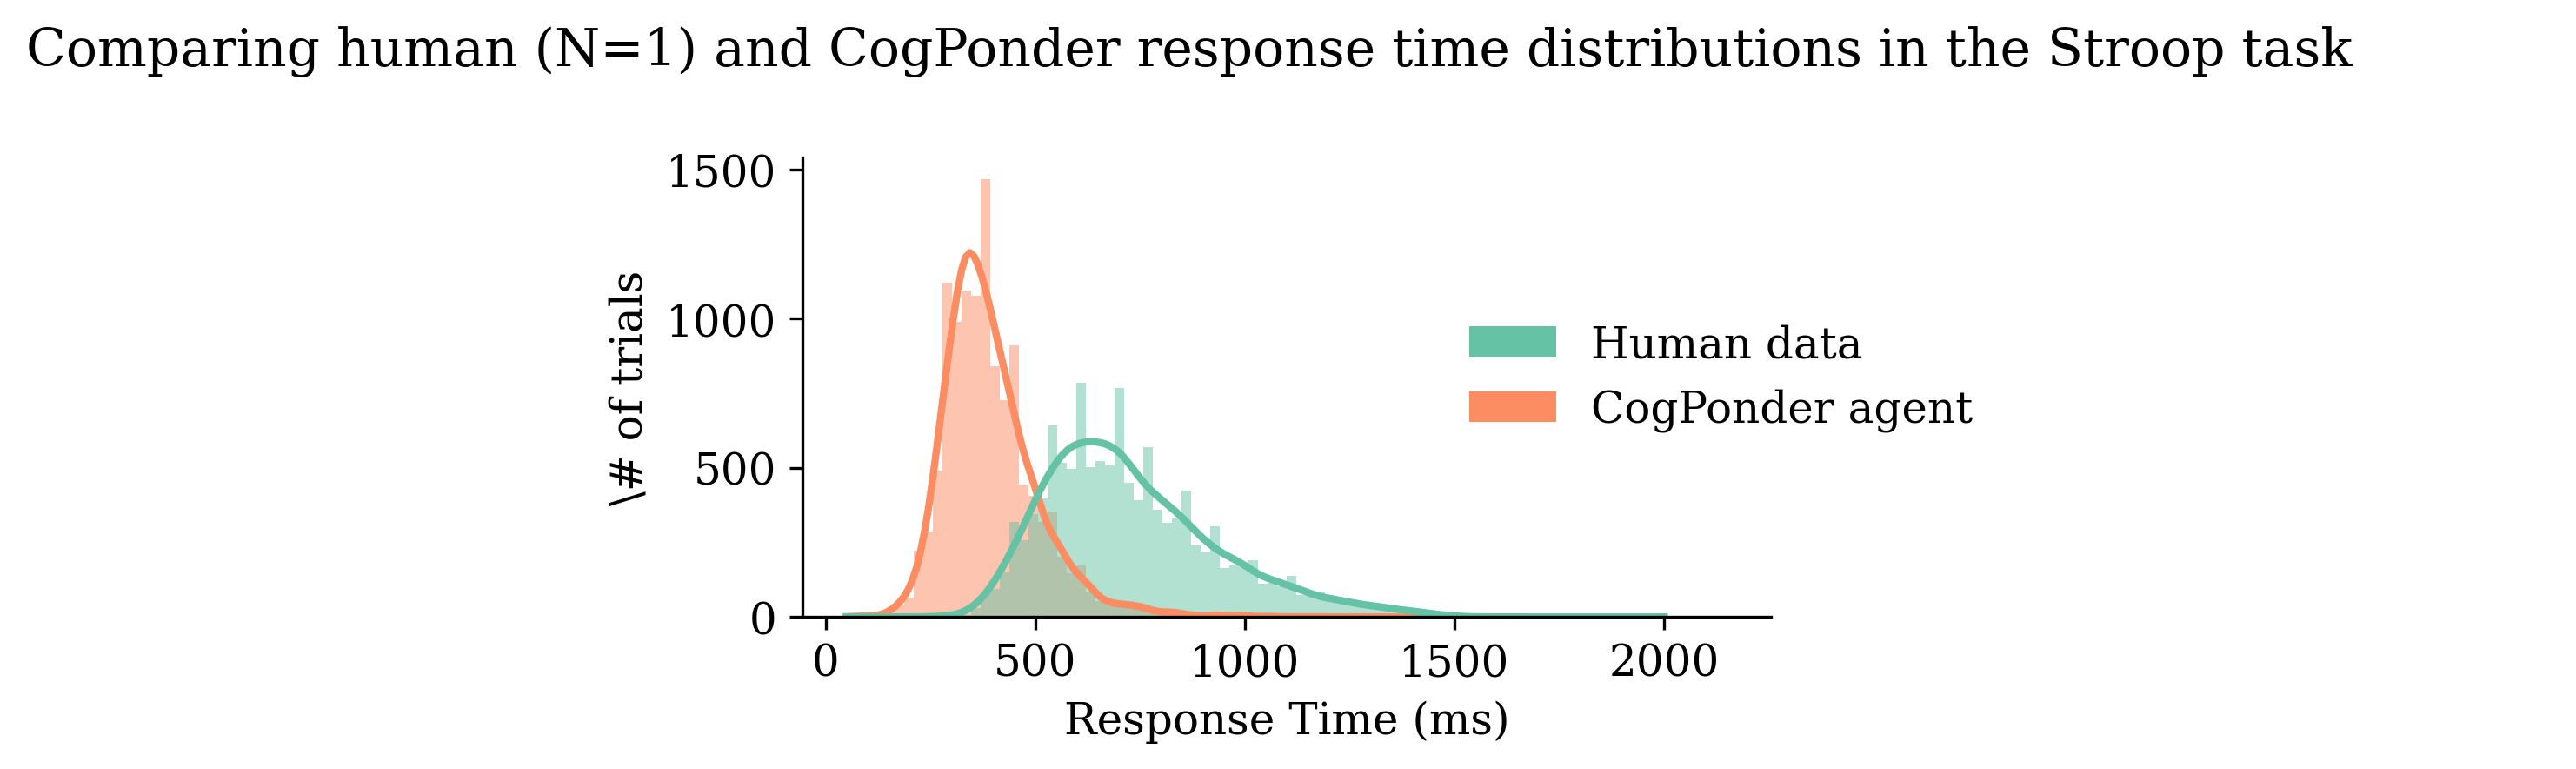 Comparing human (N=1) and CogPonder response time distributions in the Stroop task
1500
1000
500
0
\# of trials
Human data
CogPonder agent
0 500 1000 1500 2000
Response Time (ms)